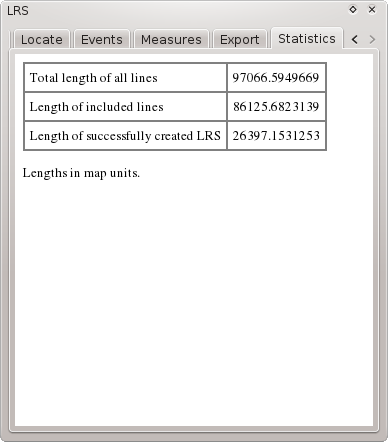 LRS
Locate Events Measures Export Statistics
Total length of all lines 97066.5949669
Length of included lines 86125.6823139
Length of successfully created LRS 26397.1531253
Lengths in map units.